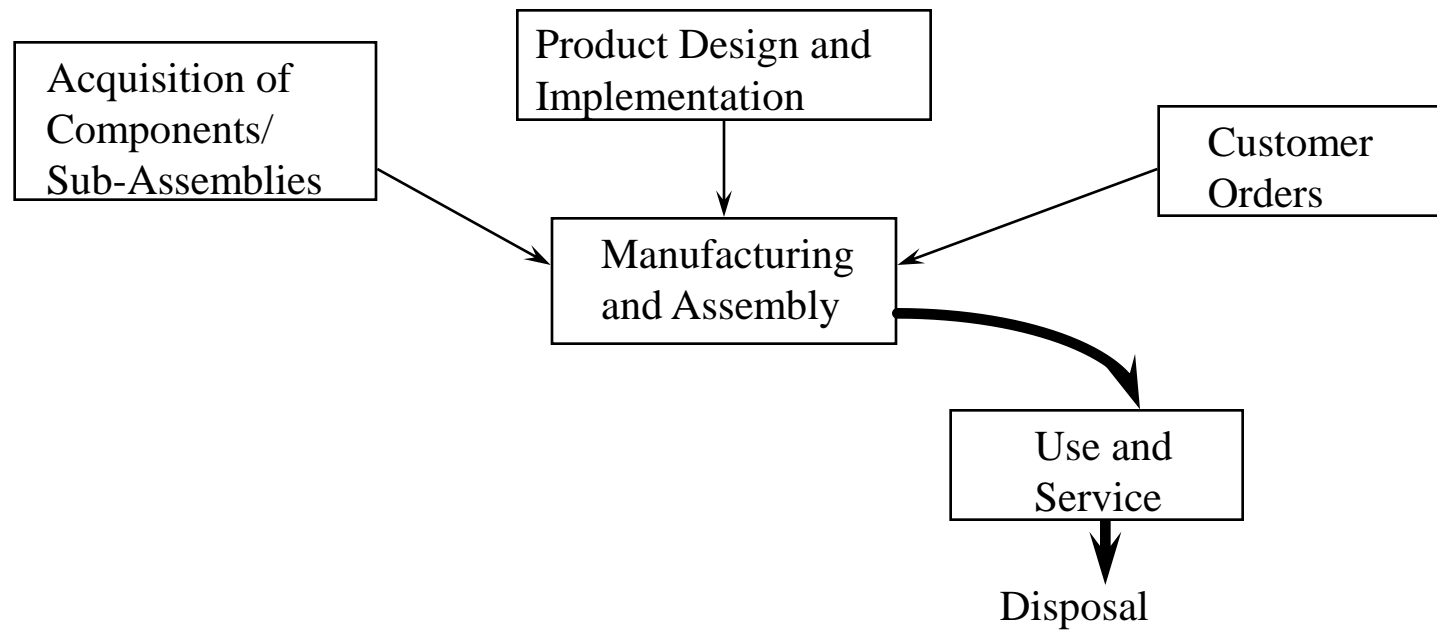 Acquisition of
Components/
Sub-Assemblies
Product Design and
Implementation
Customer
Orders
Manufacturing
and Assembly
Use and
Service
Disposal